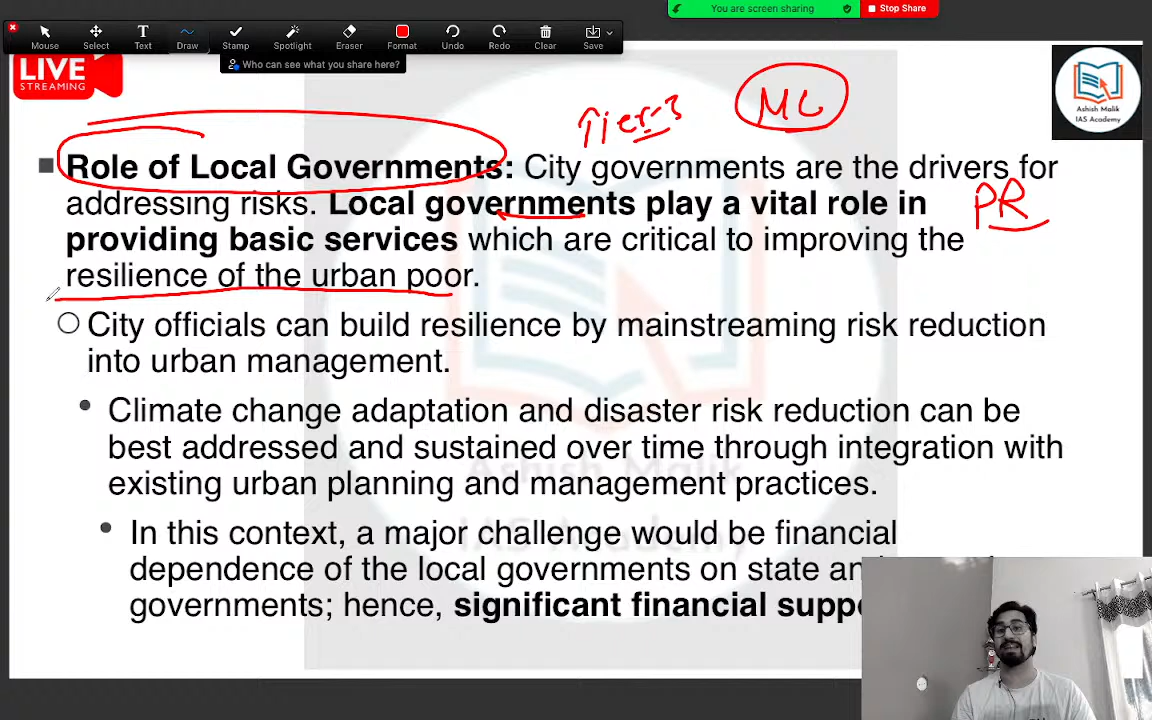 You are screen sharing Stop Share
Mouse Select Text Draw Stamp Spotlight Eraser Format Undo Redo Clear Save
Who can see what you share here?
LIVE
STREAMING
Ashish Malik
IAS Academy
Tier-3 MC
Role of Local Governments: City governments are the drivers for
addressing risks. Local governments play a vital role in
PR
providing basic services which are critical to improving the
resilience of the urban poor.
City officials can build resilience by mainstreaming risk reduction
into urban management.
Climate change adaptation and disaster risk reduction can be
best addressed and sustained over time through integration with
existing urban planning and management practices.
Ashish Malik
IAS Academy
In this context, a major challenge would be financial
dependence of the local governments on state an
governments; hence, significant financial supp